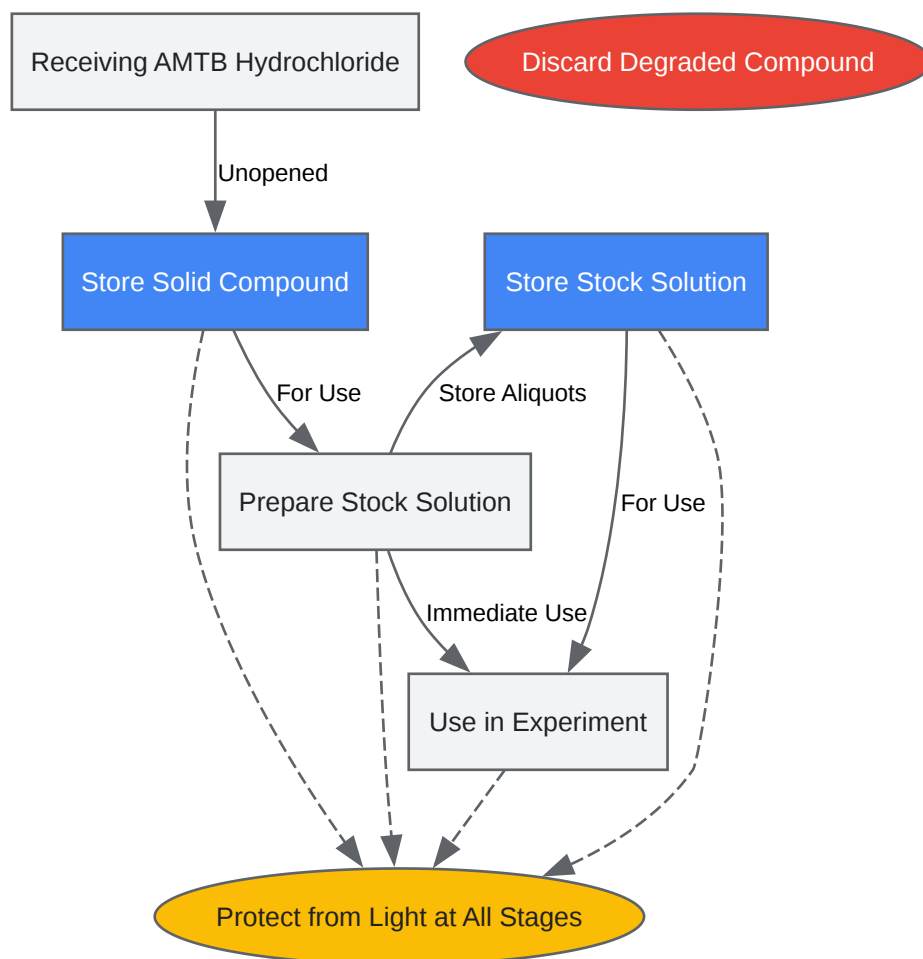 Receiving AMTB Hydrochloride
Discard Degraded Compound
Unopened
Store Solid Compound
Store Stock Solution
For Use
Store Aliquots
Prepare Stock Solution
For Use
Immediate Use
Use in Experiment
Protect from Light at All Stages